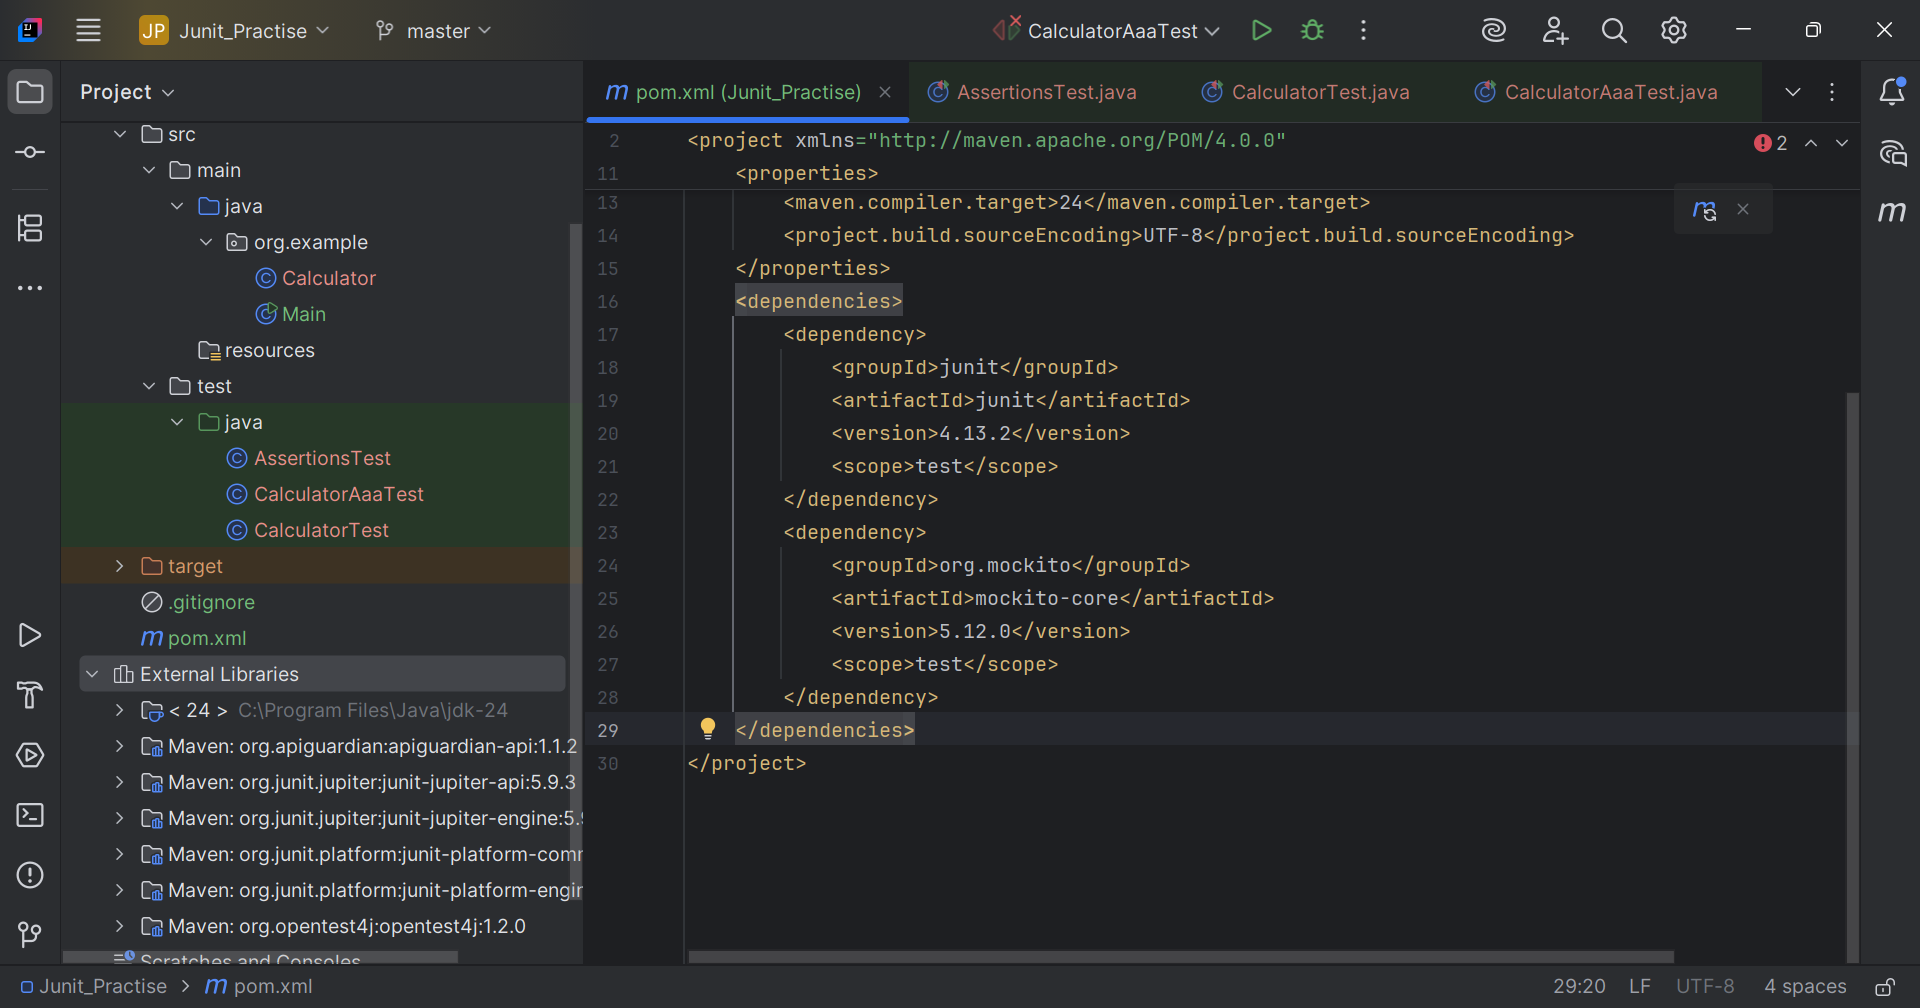 JP Junit_Practise master CalculatorAaaTest
Project
src
main
java
org.example
Calculator
Main
resources
test
java
AssertionsTest
CalculatorAaaTest
CalculatorTest
target
.gitignore
pom.xml
External Libraries
< 24 > C:\Program Files\Java\jdk-24
Maven: org.apiguardian:apiguardian-api:1.1.2
Maven: org.junit.jupiter:junit-jupiter-api:5.9.3
Maven: org.junit.jupiter:junit-jupiter-engine:5.9
Maven: org.junit.platform:junit-platform-comm
Maven: org.junit.platform:junit-platform-engin
Maven: org.opentest4j:opentest4j:1.2.0
Scratches and Consoles
m pom.xml (Junit_Practise) AssertionsTest.java CalculatorTest.java CalculatorAaaTest.java
2 <project xmlns="http://maven.apache.org/POM/4.0.0" 2
11 <properties>
13 <maven.compiler.target>24</maven.compiler.target>
14 <project.build.sourceEncoding>UTF-8</project.build.sourceEncoding>
15 </properties>
16 <dependencies>
17 <dependency>
18 <groupId>junit</groupId>
19 <artifactId>junit</artifactId>
20 <version>4.13.2</version>
21 <scope>test</scope>
22 </dependency>
23 <dependency>
24 <groupId>org.mockito</groupId>
25 <artifactId>mockito-core</artifactId>
26 <version>5.12.0</version>
27 <scope>test</scope>
28 </dependency>
29 </dependencies>
30 </project>
Junit_Practise > m pom.xml 29:20 LF UTF-8 4 spaces